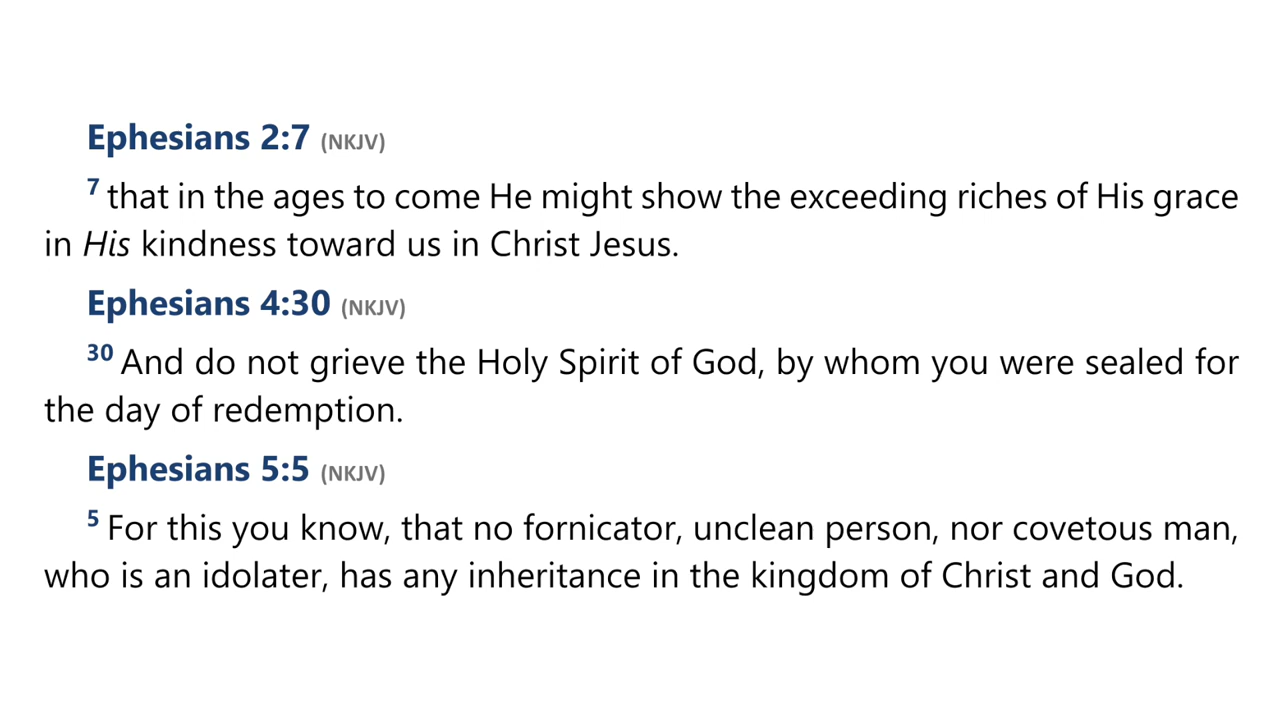 Ephesians 2:7 (NKJV)
7 that in the ages to come He might show the exceeding riches of His grace
in His kindness toward us in Christ Jesus.
Ephesians 4:30 (NKJV)
30 And do not grieve the Holy Spirit of God, by whom you were sealed for
the day of redemption.
Ephesians 5:5 (NKJV)
5 For this you know, that no fornicator, unclean person, nor covetous man,
who is an idolater, has any inheritance in the kingdom of Christ and God.